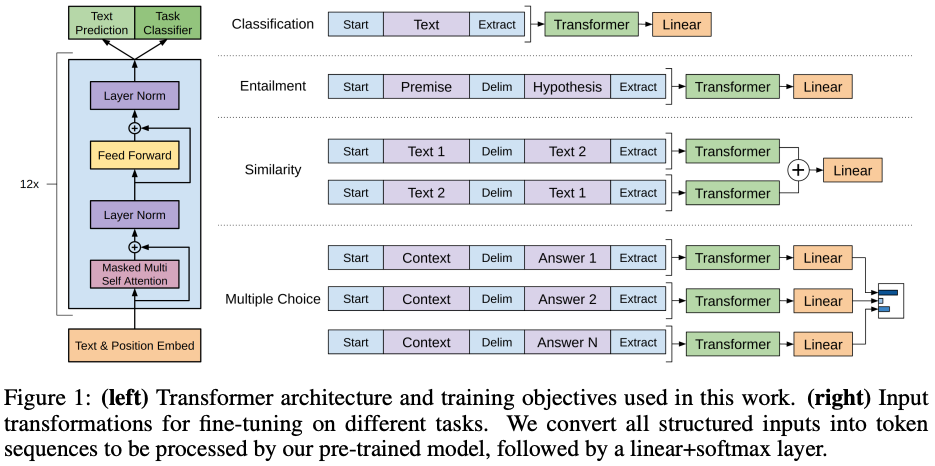 Text Prediction
Task Classifier
12x
Layer Norm
Feed Forward
Layer Norm
Masked Multi
Self Attention
Text & Position Embed
Classification
Start Text Extract Transformer Linear
Entailment
Start Premise Delim Hypothesis Extract Transformer Linear
Similarity
Start Text 1 Delim Text 2 Extract Transformer
Start Text 2 Delim Text 1 Extract Transformer
Linear
Multiple Choice
Start Context Delim Answer 1 Extract Transformer Linear
Start Context Delim Answer 2 Extract Transformer Linear
Start Context Delim Answer N Extract Transformer Linear
Figure 1: (left) Transformer architecture and training objectives used in this work. (right) Input
transformations for fine-tuning on different tasks. We convert all structured inputs into token
sequences to be processed by our pre-trained model, followed by a linear+softmax layer.